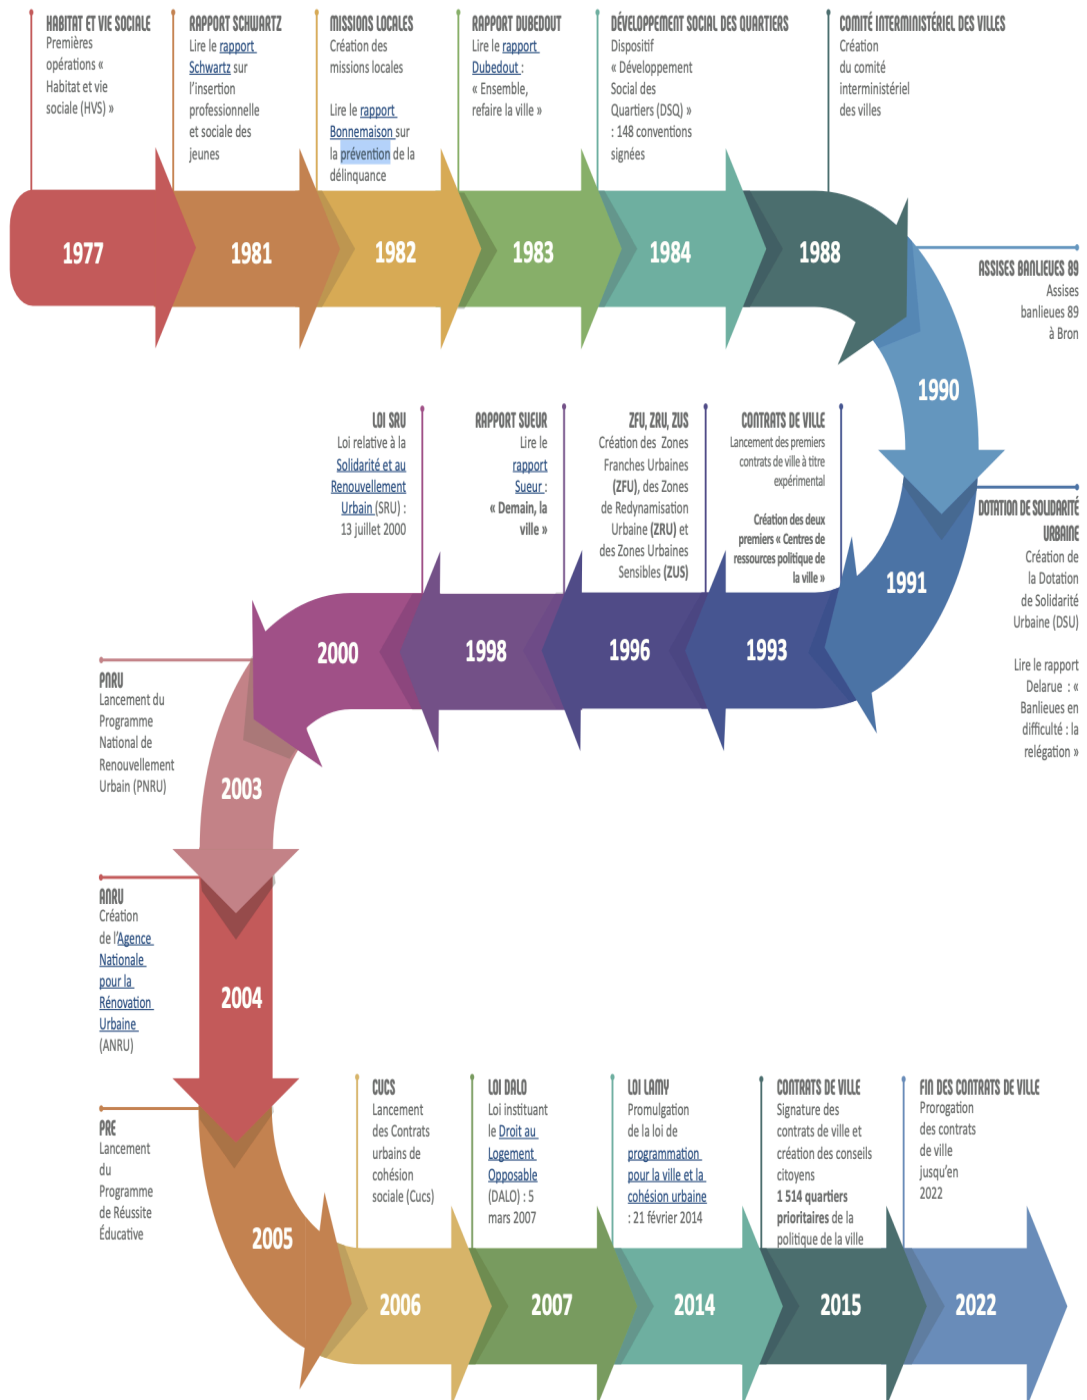 HABITAT ET VIE SOCIALE
Premières
opérations «
Habitat et vie
sociale (HVS) »
RAPPORT SCHWARTZ
Lire le rapport
Schwartz sur
l'insertion
professionnelle
et sociale des
jeunes
MISSIONS LOCALES
Création des
missions locales
Lire le rapport
Bonnemaison sur
la prévention de la
délinquance
RAPPORT DUBEDOUT
Lire le rapport
Dubedout :
« Ensemble,
refaire la ville »
DÉVELOPPEMENT SOCIAL DES QUARTIERS
Dispositif
« Développement
Social des
Quartiers (DSQ) »
: 148 conventions
signées
COMITÉ INTERMINISTÉRIEL DES VILLES
Création
du comité
interministériel
des villes
1977
1981
1982
1983
1984
1988
ASSISES BANLIEUES 89
Assises
banlieues 89
à Bron
1990
DOTATION DE SOLIDARITÉ
URBAINE
Création de
la Dotation
de Solidarité
Urbaine (DSU)
Lire le rapport
Delarue : «
Banlieues en
difficulté : la
relégation »
1991
CONTRATS DE VILLE
Lancement des premiers
contrats de ville à titre
expérimental
Création des deux
premiers « Centres de
ressources politique de
la ville »
1993
ZFU, ZRU, ZUS
Création des Zones
Franches Urbaines
(ZFU), des Zones
de Redynamisation
Urbaine (ZRU) et
des Zones Urbaines
Sensibles (ZUS)
1996
RAPPORT SUEUR
Lire le
rapport
Sueur :
« Demain, la
ville »
1998
LOI SRU
Loi relative à la
Solidarité et au
Renouvellement
Urbain (SRU) :
13 juillet 2000
2000
PNRU
Lancement du
Programme
National de
Renouvellement
Urbain (PNRU)
2003
ANRU
Création
de l'Agence
Nationale
pour la
Rénovation
Urbaine
(ANRU)
2004
PRE
Lancement
du
Programme
de Réussite
Éducative
2005
CUCS
Lancement
des Contrats
urbains de
cohésion
sociale (Cucs)
2006
LOI DALO
Loi instituant
le Droit au
Logement
Opposable
(DALO) : 5
mars 2007
2007
LOI LAMY
Promulgation
de la loi de
programmation
pour la ville et la
cohésion urbaine
: 21 février 2014
2014
CONTRATS DE VILLE
Signature des
contrats de ville et
création des conseils
citoyens
1 514 quartiers
prioritaires de la
politique de la ville
2015
FIN DES CONTRATS DE VILLE
Prorogation
des contrats
de ville
jusqu'en
2022
2022